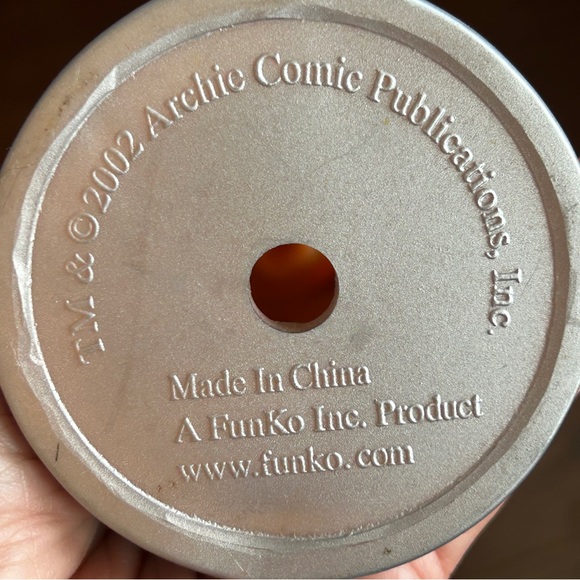 TM & © 2002 Archie Comic Publications, Inc.
Made In China
A FunKo Inc. Product
www.funko.com